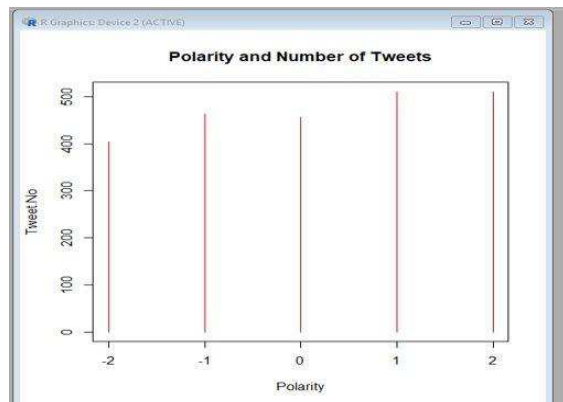 R Graphics: Device 2 (ACTIVE)
Polarity and Number of Tweets
500
400
300
200
100
0
Tweet.No
-2 -1 0 1 2
Polarity